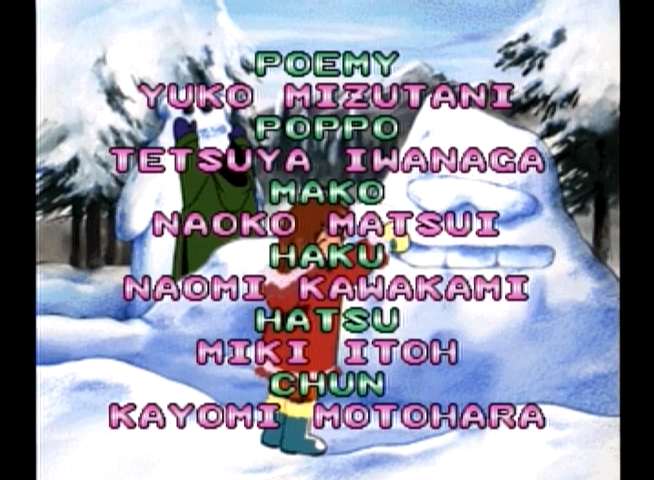 POEMY
YUKO MIZUTANI
POPPO
TETSUYA IWANAGA
MAKO
NAOKO MATSUI
HAKU
NAOMI KAWAKAMI
HATSU
MIKI ITOH
CHUN
KAYOMI MOTOHARA